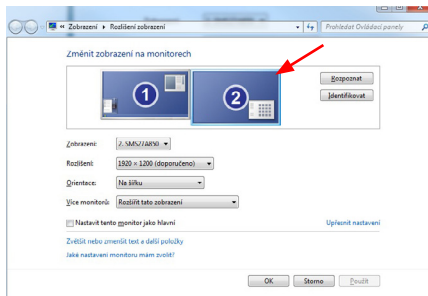 « Zobrazení ▸ Rozlišení zobrazení
Prohledat Ovládací panely
Změnit zobrazení na monitorech
1
2
Rozpoznat
Identifikovat
Zobrazení: 2. SMS27A850
Rozlišení: 1920 × 1200 (doporučeno)
Orientace: Na šířku
Více monitorů: Rozšířit tato zobrazení
Nastavit tento monitor jako hlavní
Upřesnit nastavení
Zvětšit nebo zmenšit text a další položky
Jaké nastavení monitoru mám zvolit?
OK Storno Použít